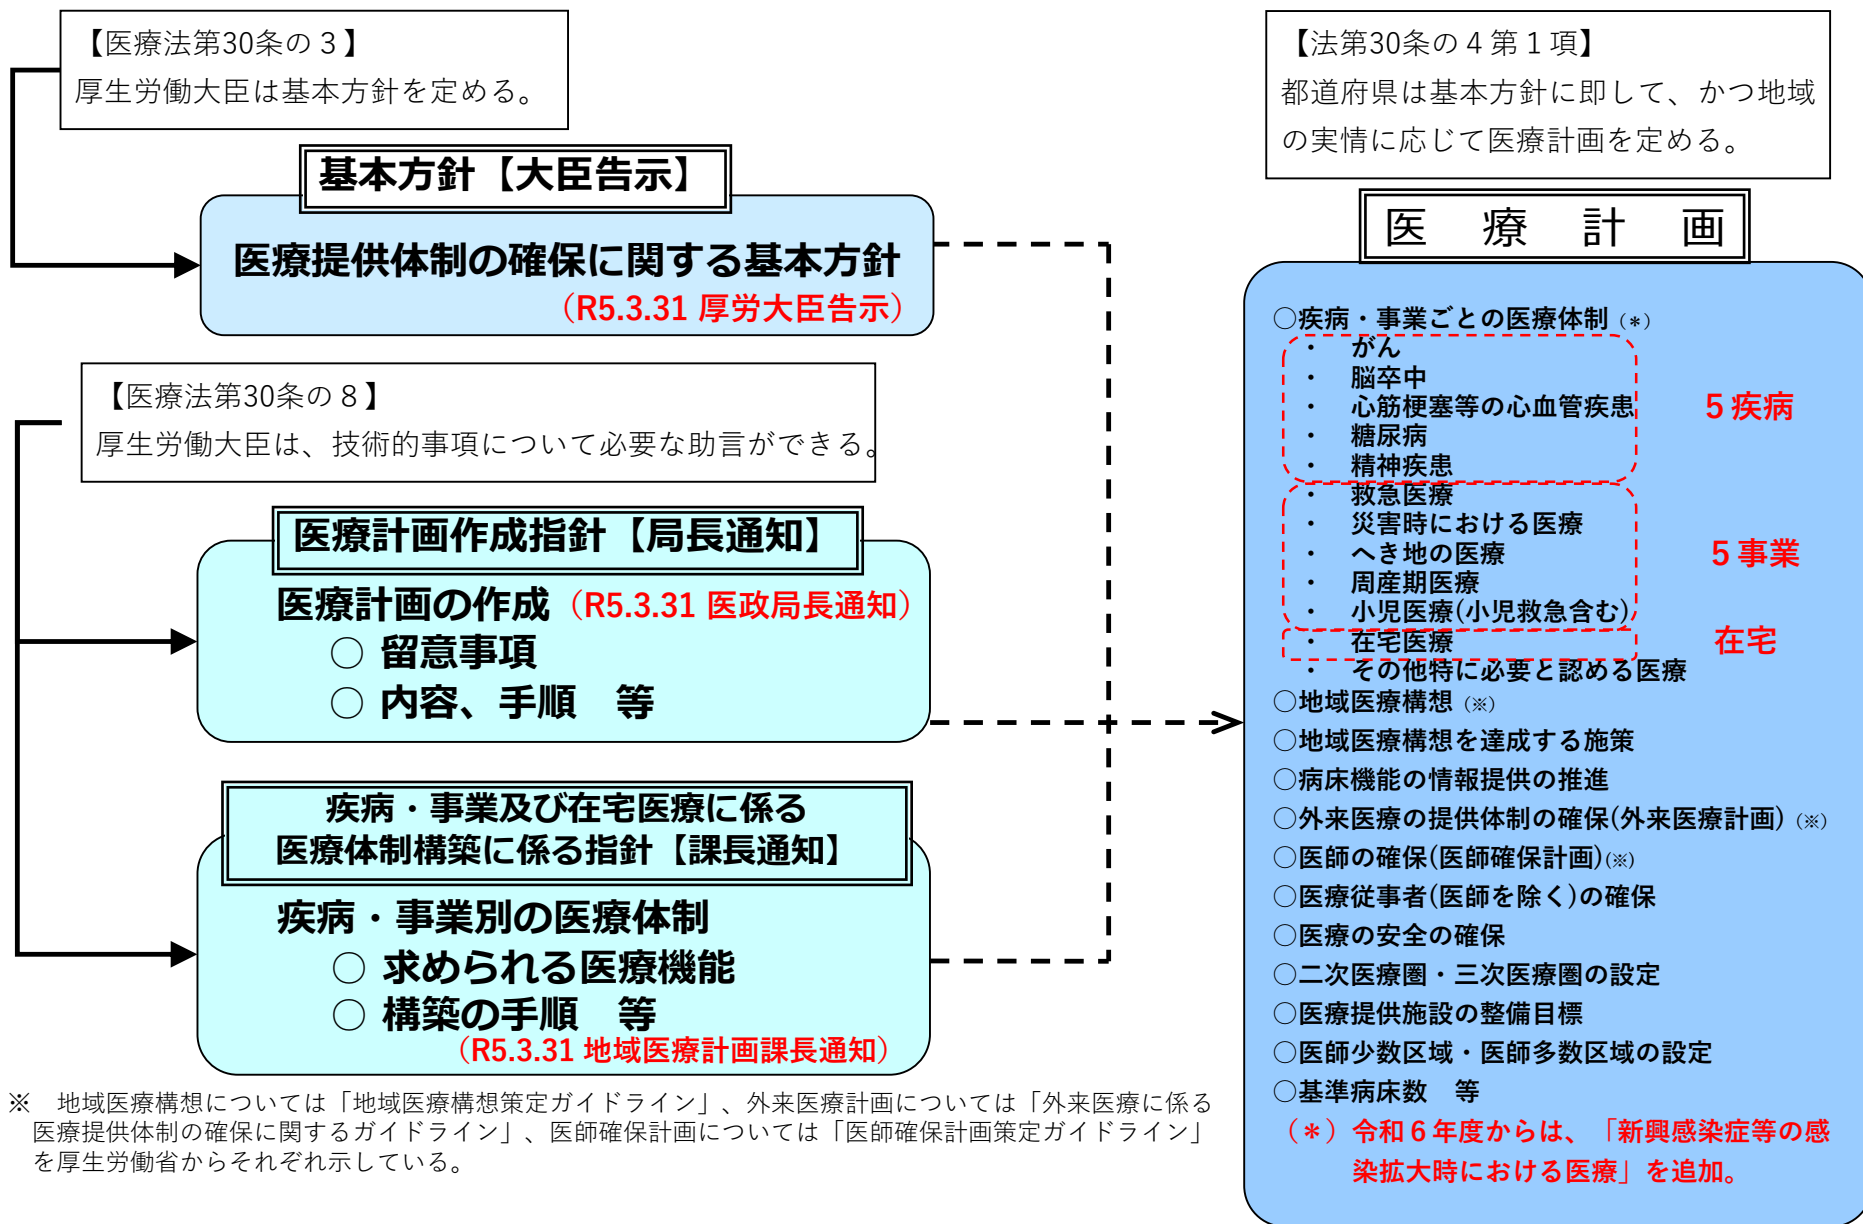 【医療法第30条の３】
厚生労働大臣は基本方針を定める。
基本方針【大臣告示】
医療提供体制の確保に関する基本方針
（R5.3.31 厚労大臣告示）
【医療法第30条の８】
厚生労働大臣は、技術的事項について必要な助言ができる。
医療計画作成指針【局長通知】
医療計画の作成（R5.3.31 医政局長通知）
○ 留意事項
○ 内容、手順　等
疾病・事業及び在宅医療に係る
医療体制構築に係る指針【課長通知】
疾病・事業別の医療体制
○ 求められる医療機能
○ 構築の手順　等
（R5.3.31 地域医療計画課長通知）
※　地域医療構想については「地域医療構想策定ガイドライン」、外来医療計画については「外来医療に係る
医療提供体制の確保に関するガイドライン」、医師確保計画については「医師確保計画策定ガイドライン」
を厚生労働省からそれぞれ示している。
【法第30条の４第１項】
都道府県は基本方針に即して、かつ地域
の実情に応じて医療計画を定める。
医　療　計　画
○疾病・事業ごとの医療体制（＊）
・　がん
・　脳卒中
・　心筋梗塞等の心血管疾患
・　糖尿病
・　精神疾患
５疾病
・　救急医療
・　災害時における医療
・　へき地の医療
・　周産期医療
・　小児医療(小児救急含む)
５事業
・　在宅医療
在宅
・　その他特に必要と認める医療
○地域医療構想（※）
○地域医療構想を達成する施策
○病床機能の情報提供の推進
○外来医療の提供体制の確保(外来医療計画)（※）
○医師の確保(医師確保計画)(※)
○医療従事者(医師を除く)の確保
○医療の安全の確保
○二次医療圏・三次医療圏の設定
○医療提供施設の整備目標
○医師少数区域・医師多数区域の設定
○基準病床数　等
（＊）令和６年度からは、「新興感染症等の感
染拡大時における医療」を追加。